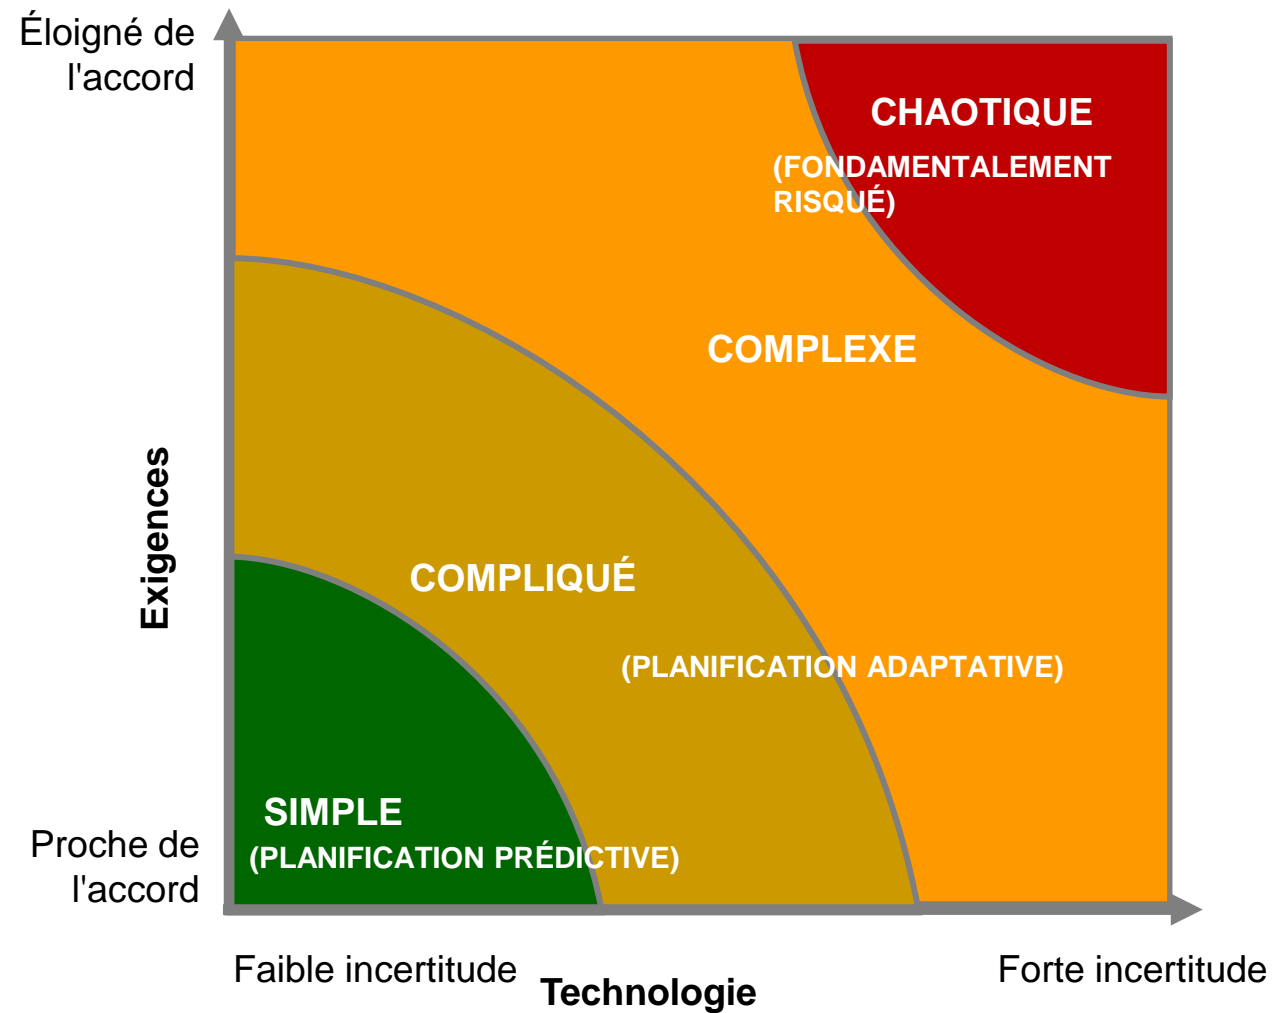 Éloigné de
l'accord
CHAOTIQUE
(FONDAMENTALEMENT
RISQUÉ)
COMPLEXE
Exigences
COMPLIQUÉ
(PLANIFICATION ADAPTATIVE)
SIMPLE
(PLANIFICATION PRÉDICTIVE)
Proche de
l'accord
Faible incertitude
Technologie
Forte incertitude